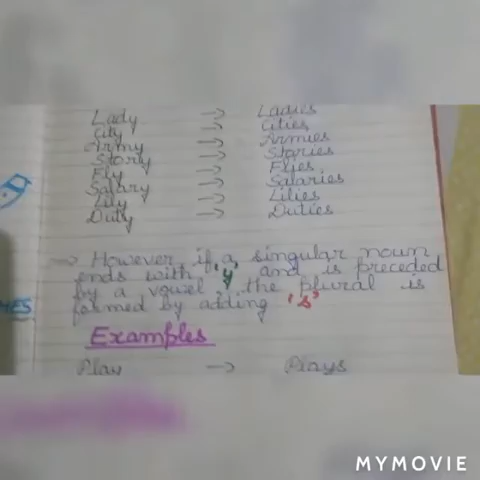 Lady → Ladies
City → Cities
Army → Armies
Story → Stories
Fly → Flies
Salary → Salaries
Lily → Lilies
Duty → Duties
→ However if a singular noun
ends with 'y' and is preceded
by a vowel, the plural is
formed by adding 's'
Examples
Play → Plays
MYMOVIE